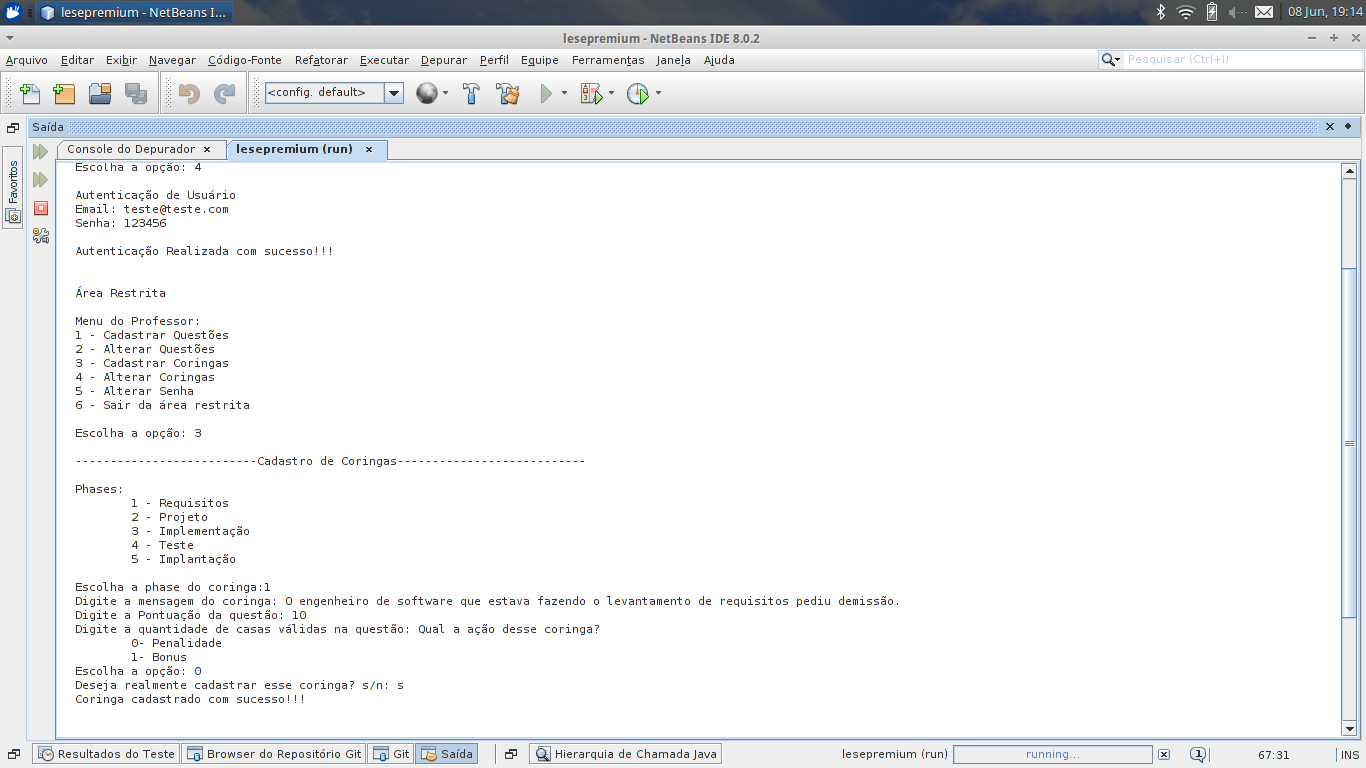 lesepremium - NetBeans I...
08 Jun, 19:14
lesepremium - NetBeans IDE 8.0.2
Arquivo Editar Exibir Navegar Código-Fonte Refatorar Executar Depurar Perfil Equipe Ferramentas Janela Ajuda
Pesquisar (Ctrl+I)
<config. default>
Saída
Favoritos
Console do Depurador
lesepremium (run)
Escolha a opção: 4
Autenticação de Usuário
Email: teste@teste.com
Senha: 123456
Autenticação Realizada com sucesso!!!
Área Restrita
Menu do Professor:
1 - Cadastrar Questões
2 - Alterar Questões
3 - Cadastrar Coringas
4 - Alterar Coringas
5 - Alterar Senha
6 - Sair da área restrita
Escolha a opção: 3
--------------------------Cadastro de Coringas---------------------------
Phases:
1 - Requisitos
2 - Projeto
3 - Implementação
4 - Teste
5 - Implantação
Escolha a phase do coringa:1
Digite a mensagem do coringa: O engenheiro de software que estava fazendo o levantamento de requisitos pediu demissão.
Digite a Pontuação da questão: 10
Digite a quantidade de casas válidas na questão: Qual a ação desse coringa?
0- Penalidade
1- Bonus
Escolha a opção: 0
Deseja realmente cadastrar esse coringa? s/n: s
Coringa cadastrado com sucesso!!!
Resultados do Teste
Browser do Repositório Git
Git
Saída
Hierarquia de Chamada Java
lesepremium (run)
running...
1
67:31
INS